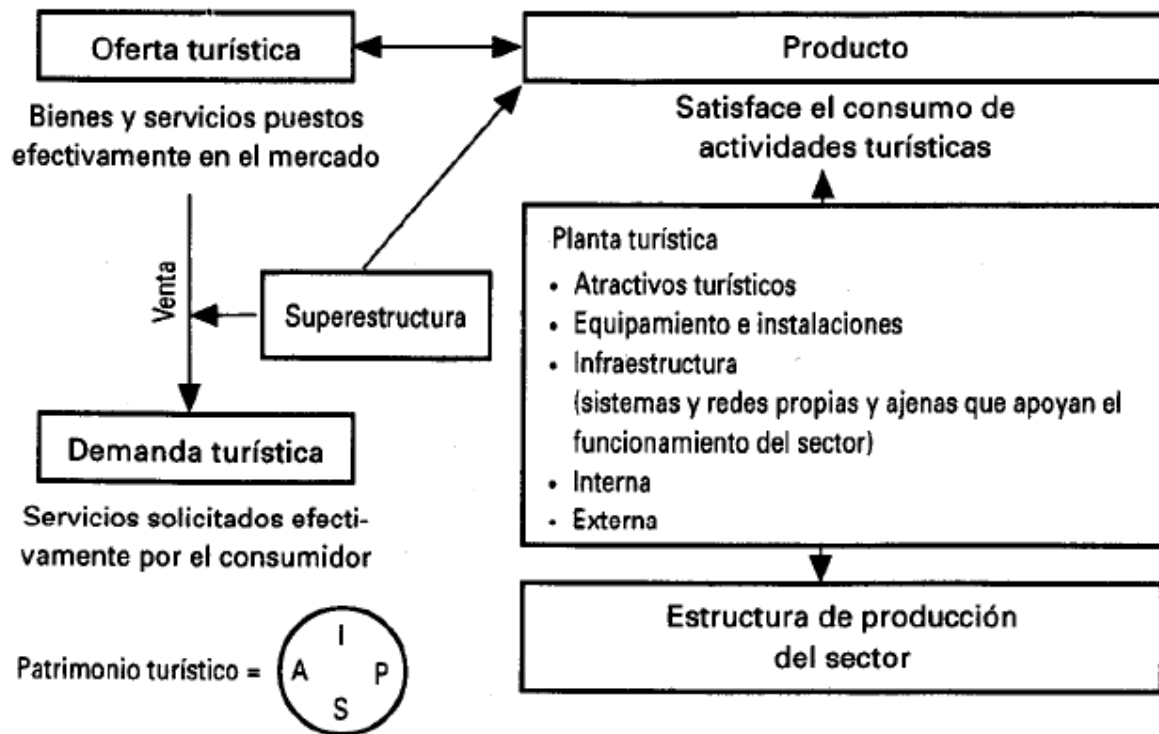 Oferta turística
Bienes y servicios puestos
efectivamente en el mercado
Venta
Superestructura
Demanda turística
Servicios solicitados efecti-
vamente por el consumidor
Patrimonio turístico =
I
A P
S
Producto
Satisface el consumo de
actividades turísticas
Planta turística
• Atractivos turísticos
• Equipamiento e instalaciones
• Infraestructura
(sistemas y redes propias y ajenas que apoyan el
funcionamiento del sector)
• Interna
• Externa
Estructura de producción
del sector